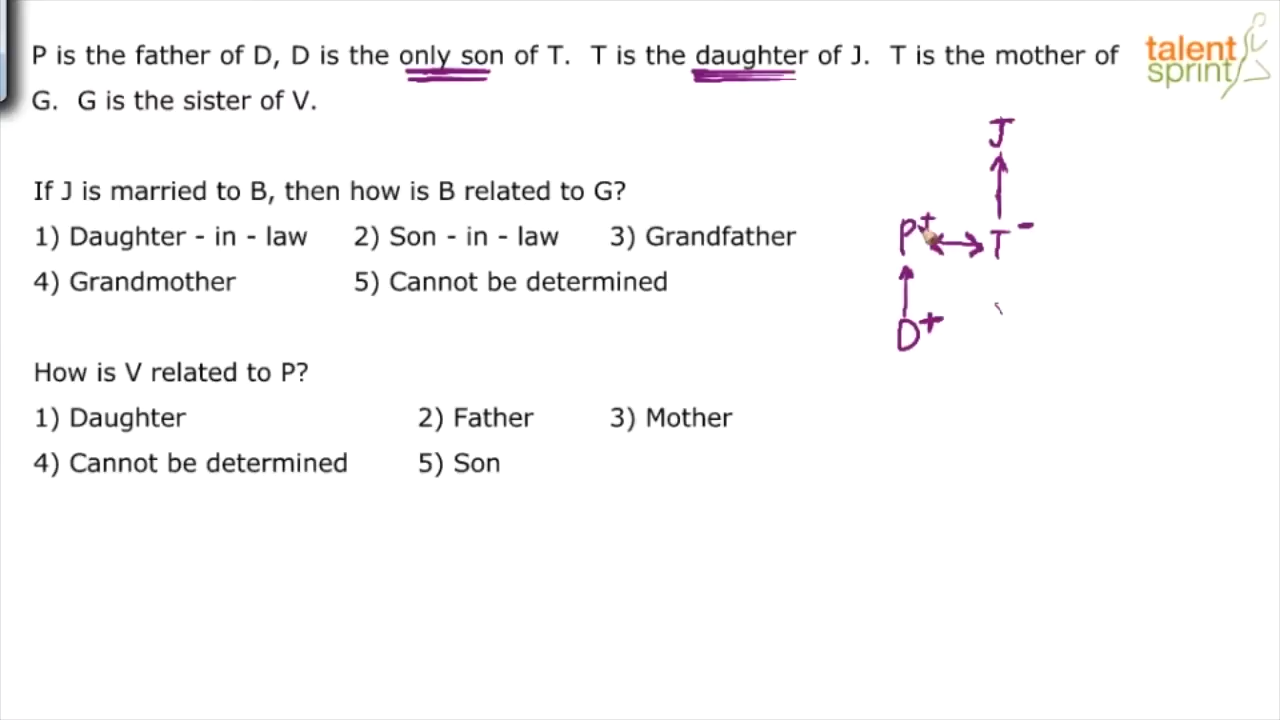 P is the father of D, D is the only son of T. T is the daughter of J. T is the mother of
G. G is the sister of V.
talent
sprint
If J is married to B, then how is B related to G?
1) Daughter - in - law 2) Son - in - law 3) Grandfather
4) Grandmother 5) Cannot be determined
How is V related to P?
1) Daughter 2) Father 3) Mother
4) Cannot be determined 5) Son
J
P+ T -
D+